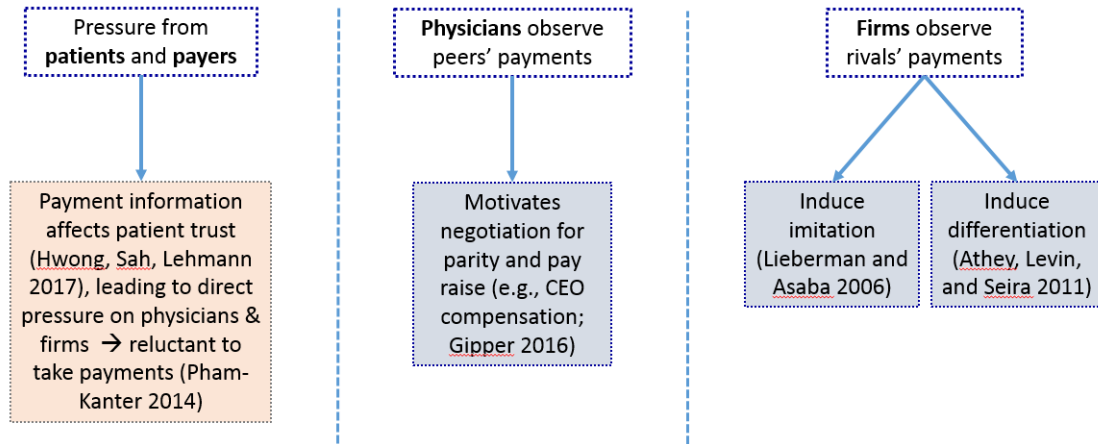 Pressure from
patients and payers
Payment information
affects patient trust
(Hwong, Sah, Lehmann
2017), leading to direct
pressure on physicians &
firms → reluctant to
take payments (Pham-
Kanter 2014)
Physicians observe
peers’ payments
Motivates
negotiation for
parity and pay
raise (e.g., CEO
compensation;
Gipper 2016)
Firms observe
rivals’ payments
Induce
imitation
(Lieberman and
Asaba 2006)
Induce
differentiation
(Athey, Levin,
and Seira 2011)